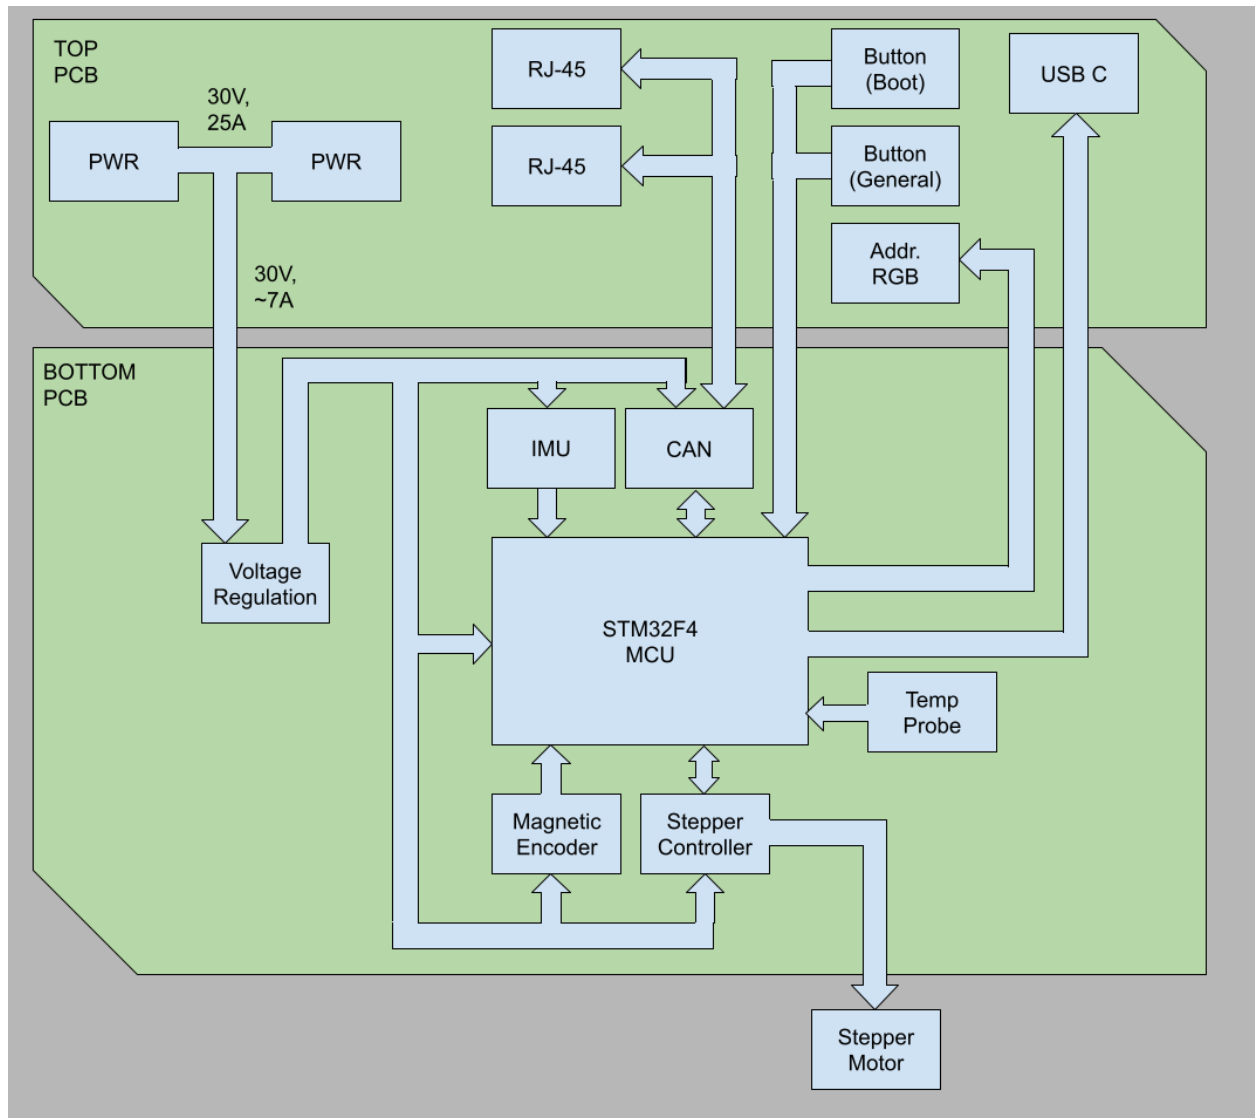 TOP
PCB
30V,
25A
PWR
PWR
RJ-45
RJ-45
Button
(Boot)
Button
(General)
Addr.
RGB
USB C
30V,
~7A
BOTTOM
PCB
IMU
CAN
Voltage
Regulation
STM32F4
MCU
Temp
Probe
Magnetic
Encoder
Stepper
Controller
Stepper
Motor